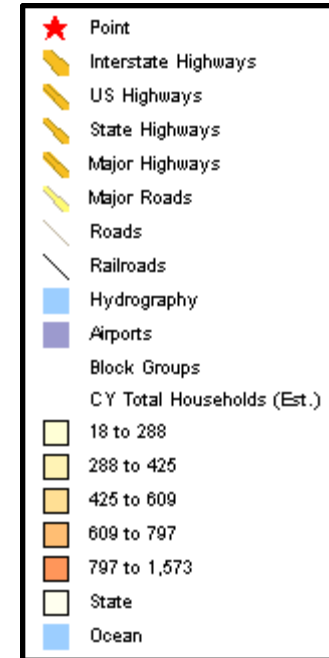 Point
Interstate Highways
US Highways
State Highways
Major Highways
Major Roads
Roads
Railroads
Hydrography
Airports
Block Groups
CY Total Households (Est.)
18 to 288
288 to 425
425 to 609
609 to 797
797 to 1,573
State
Ocean